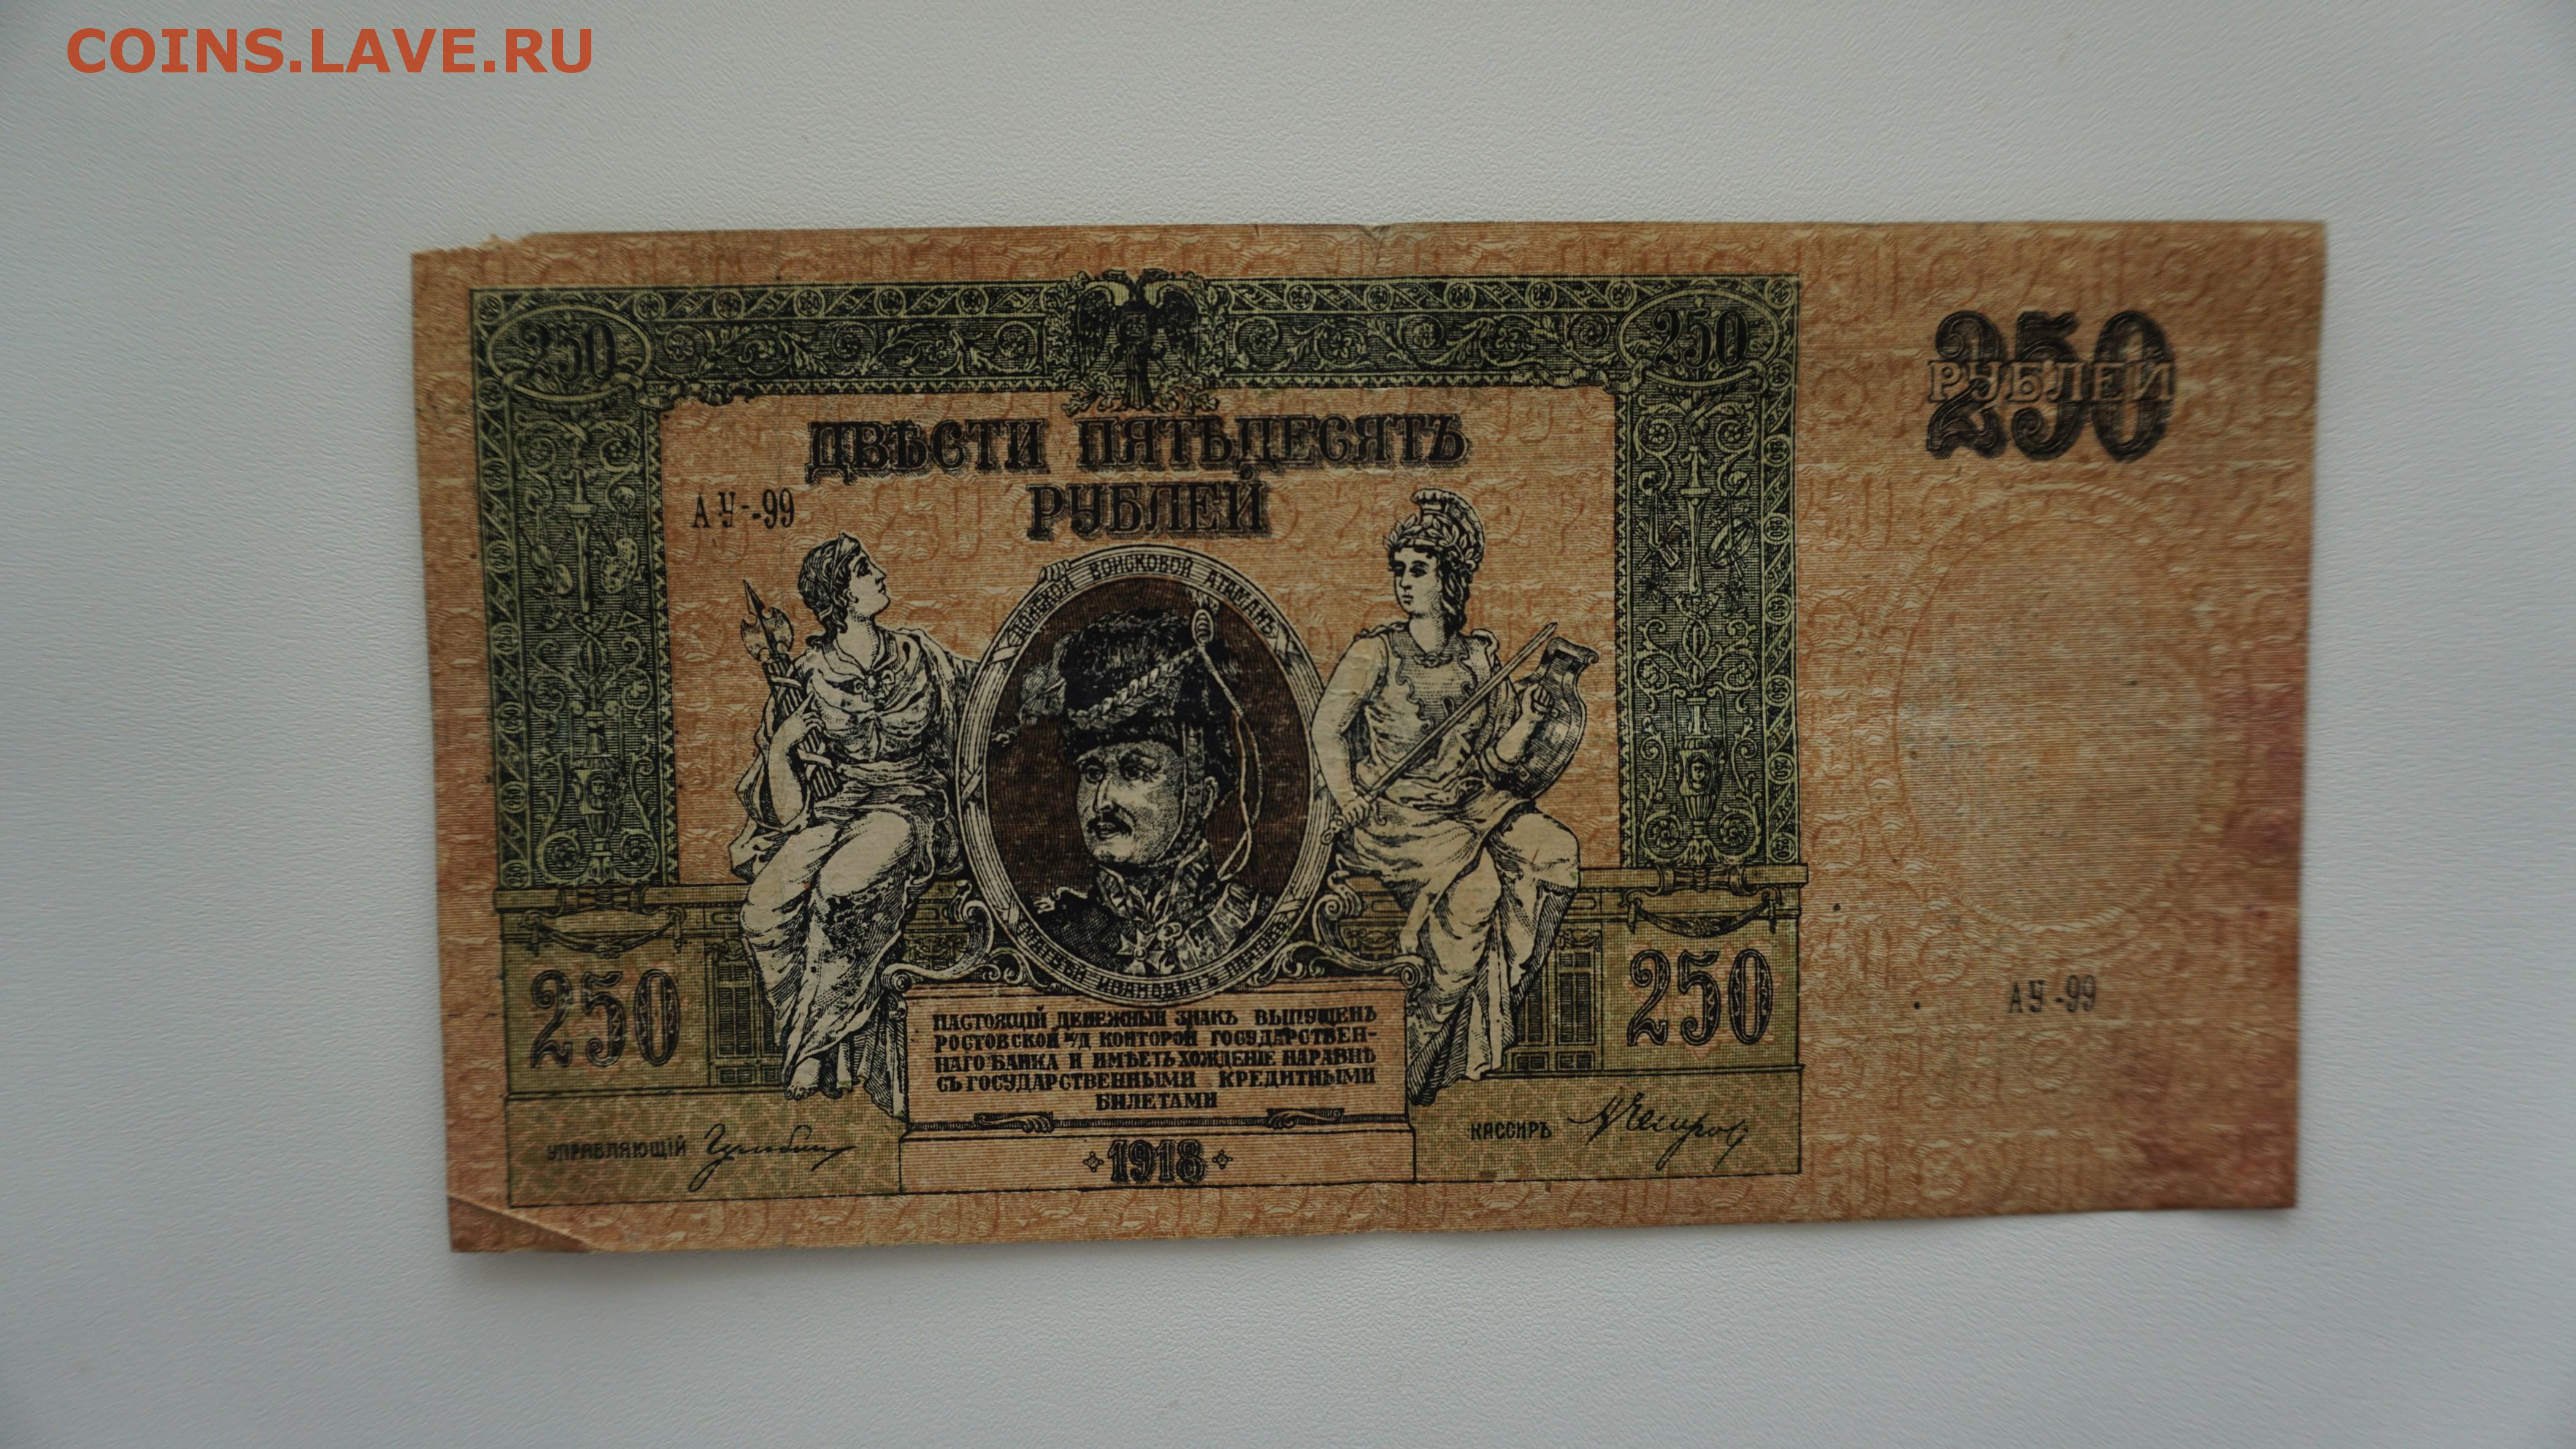 COINS.LAVE.RU
250
250
250
РУБЛЕЙ
ДВѢСТИ ПЯТЬДЕСЯТЪ
РУБЛЕЙ
АУ--99
ДОНСКОЙ ВОЙСКОВОЙ АТАМАНЪ
МАТВѢЙ ИВАНОВИЧЪ ПЛАТОВЪ
250
250
АУ-99
НАСТОЯЩІЙ ДЕНЕЖНЫЙ ЗНАКЪ ВЫПУЩЕНЪ
РОСТОВСКОЙ Н/Д КОНТОРОЙ ГОСУДАРСТВЕН-
НАГО БАНКА И ИМѢЕТЪ ХОЖДЕНІЕ НАРАВНѢ
СЪ ГОСУДАРСТВЕННЫМИ КРЕДИТНЫМИ
БИЛЕТАМИ
УПРАВЛЯЮЩІЙ
КАССИРЪ
1918